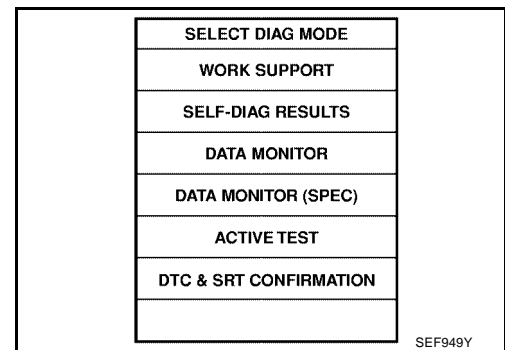 SELECT DIAG MODE
WORK SUPPORT
SELF-DIAG RESULTS
DATA MONITOR
DATA MONITOR (SPEC)
ACTIVE TEST
DTC & SRT CONFIRMATION
SEF949Y